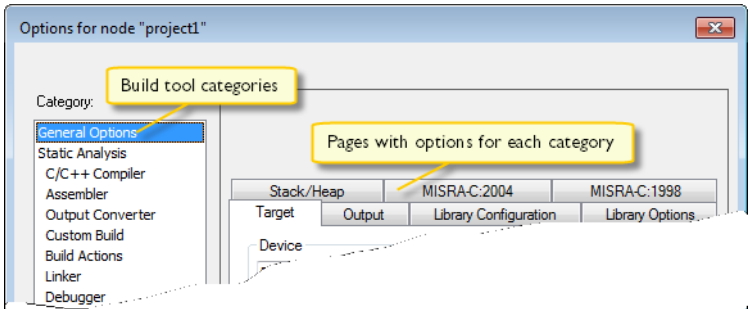 Options for node "project1"
Build tool categories
Category:
General Options
Pages with options for each category
Static Analysis
C/C++ Compiler
Assembler
Stack/Heap
MISRA-C:2004
MISRA-C:1998
Output Converter
Target
Output
Library Configuration
Library Options
Custom Build
Device
Build Actions
Linker
Debugger